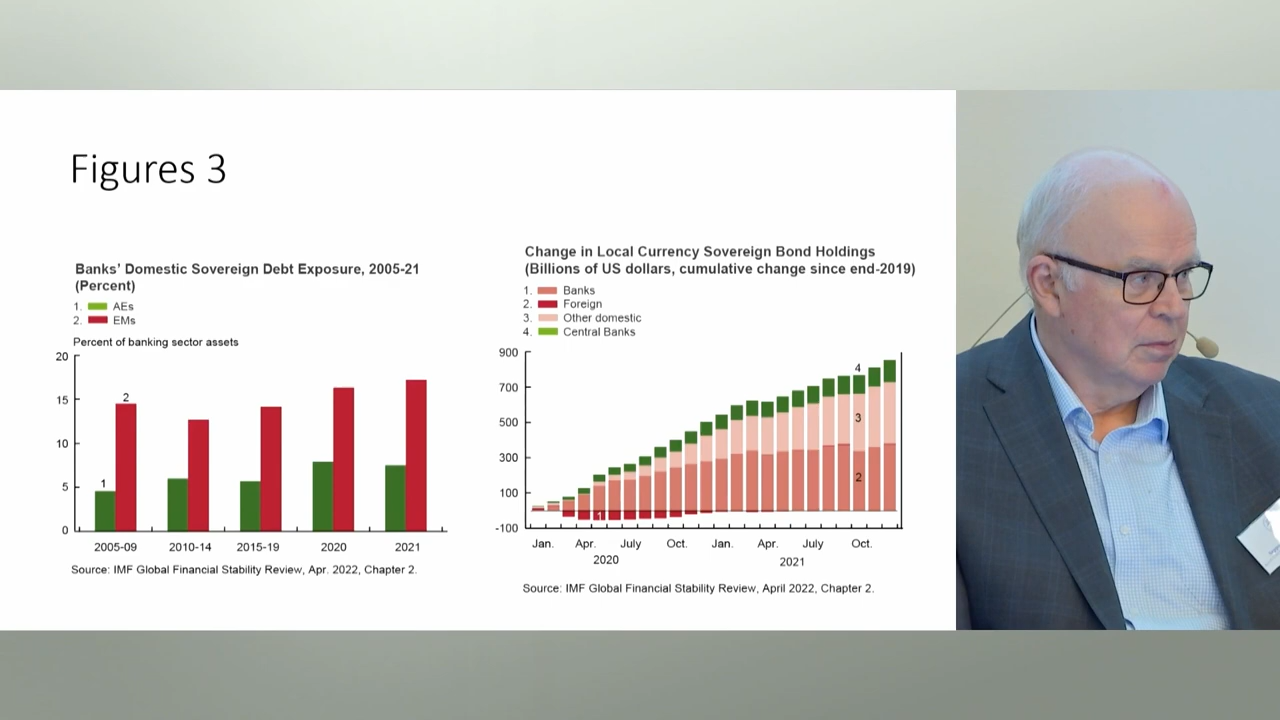 Figures 3
Banks’ Domestic Sovereign Debt Exposure, 2005-21
(Percent)
1. AEs
2. EMs
Percent of banking sector assets
20
15
10
5
0
2
1
2005-09 2010-14 2015-19 2020 2021
Source: IMF Global Financial Stability Review, Apr. 2022, Chapter 2.
Change in Local Currency Sovereign Bond Holdings
(Billions of US dollars, cumulative change since end-2019)
1. Banks
2. Foreign
3. Other domestic
4. Central Banks
900
700
500
300
100
-100
4
3
2
1
Jan. Apr. July Oct. Jan. Apr. July Oct.
2020 2021
Source: IMF Global Financial Stability Review, April 2022, Chapter 2.